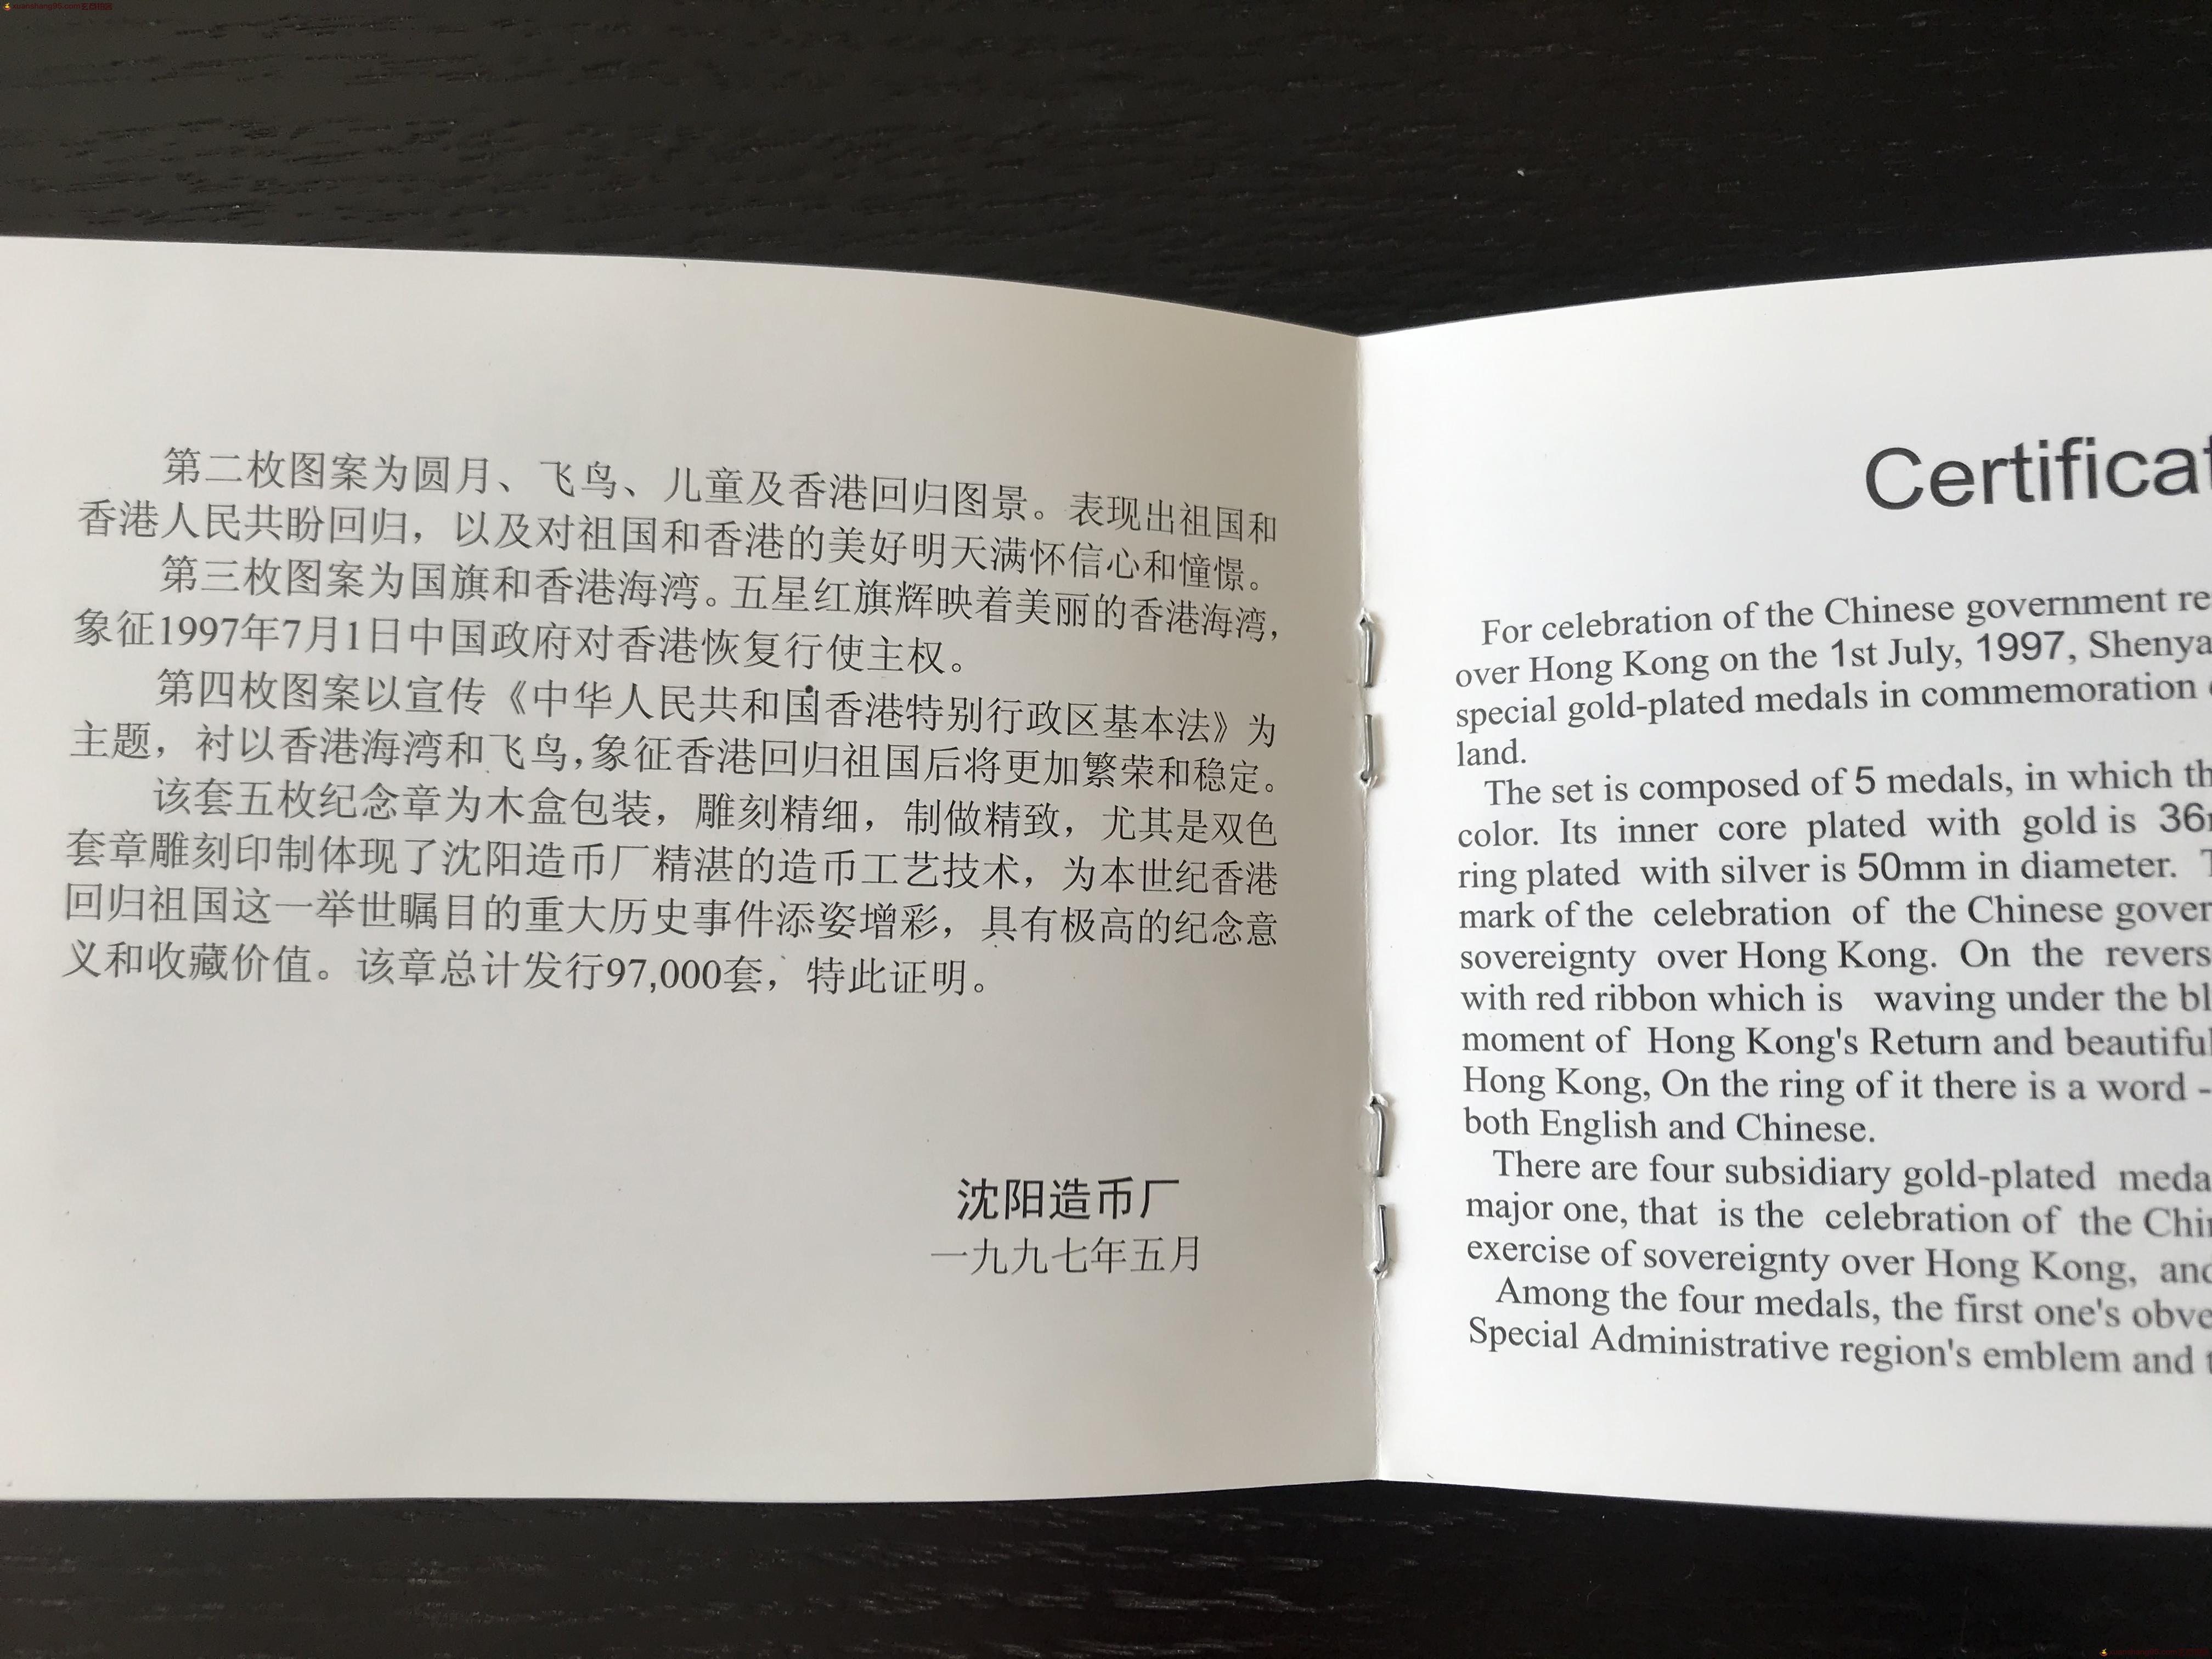 第二枚图案为圆月、飞鸟、儿童及香港回归图景。表现出祖国和
香港人民共盼回归，以及对祖国和香港的美好明天满怀信心和憧憬。
第三枚图案为国旗和香港海湾。五星红旗辉映着美丽的香港海湾，
象征1997年7月1日中国政府对香港恢复行使主权。
第四枚图案以宣传《中华人民共和国香港特别行政区基本法》为
主题，衬以香港海湾和飞鸟，象征香港回归祖国后将更加繁荣和稳定。
该套五枚纪念章为木盒包装，雕刻精细，制做精致，尤其是双色
套章雕刻印制体现了沈阳造币厂精湛的造币工艺技术，为本世纪香港
回归祖国这一举世瞩目的重大历史事件添姿增彩，具有极高的纪念意
义和收藏价值。该章总计发行97,000套，特此证明。
沈阳造币厂
一九九七年五月
Certificat
For celebration of the Chinese government re
over Hong Kong on the 1st July, 1997, Shenya
special gold-plated medals in commemoration
land.
The set is composed of 5 medals, in which th
color. Its inner core plated with gold is 36
ring plated with silver is 50mm in diameter. T
mark of the celebration of the Chinese gover
sovereignty over Hong Kong. On the revers
with red ribbon which is waving under the bl
moment of Hong Kong's Return and beautiful
Hong Kong, On the ring of it there is a word -
both English and Chinese.
There are four subsidiary gold-plated meda
major one, that is the celebration of the Chi
exercise of sovereignty over Hong Kong, and
Among the four medals, the first one's obve
Special Administrative region's emblem and t